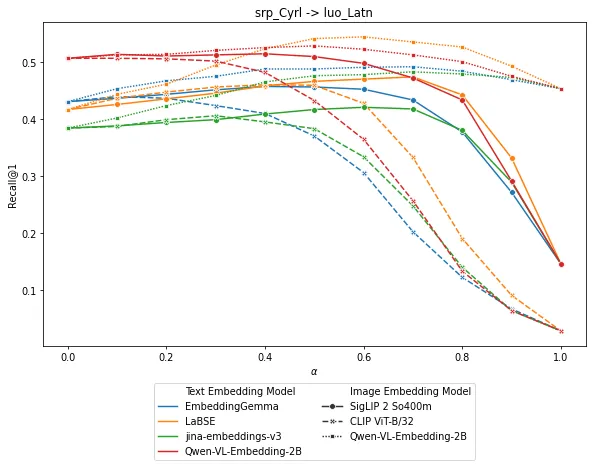 srp_Cyrl -> luo_Latn
Recall@1
0.5
0.4
0.3
0.2
0.1
0.0 0.2 0.4 0.6 0.8 1.0
α
Text Embedding Model
EmbeddingGemma
LaBSE
jina-embeddings-v3
Qwen-VL-Embedding-2B
Image Embedding Model
SigLIP 2 So400m
CLIP ViT-B/32
Qwen-VL-Embedding-2B